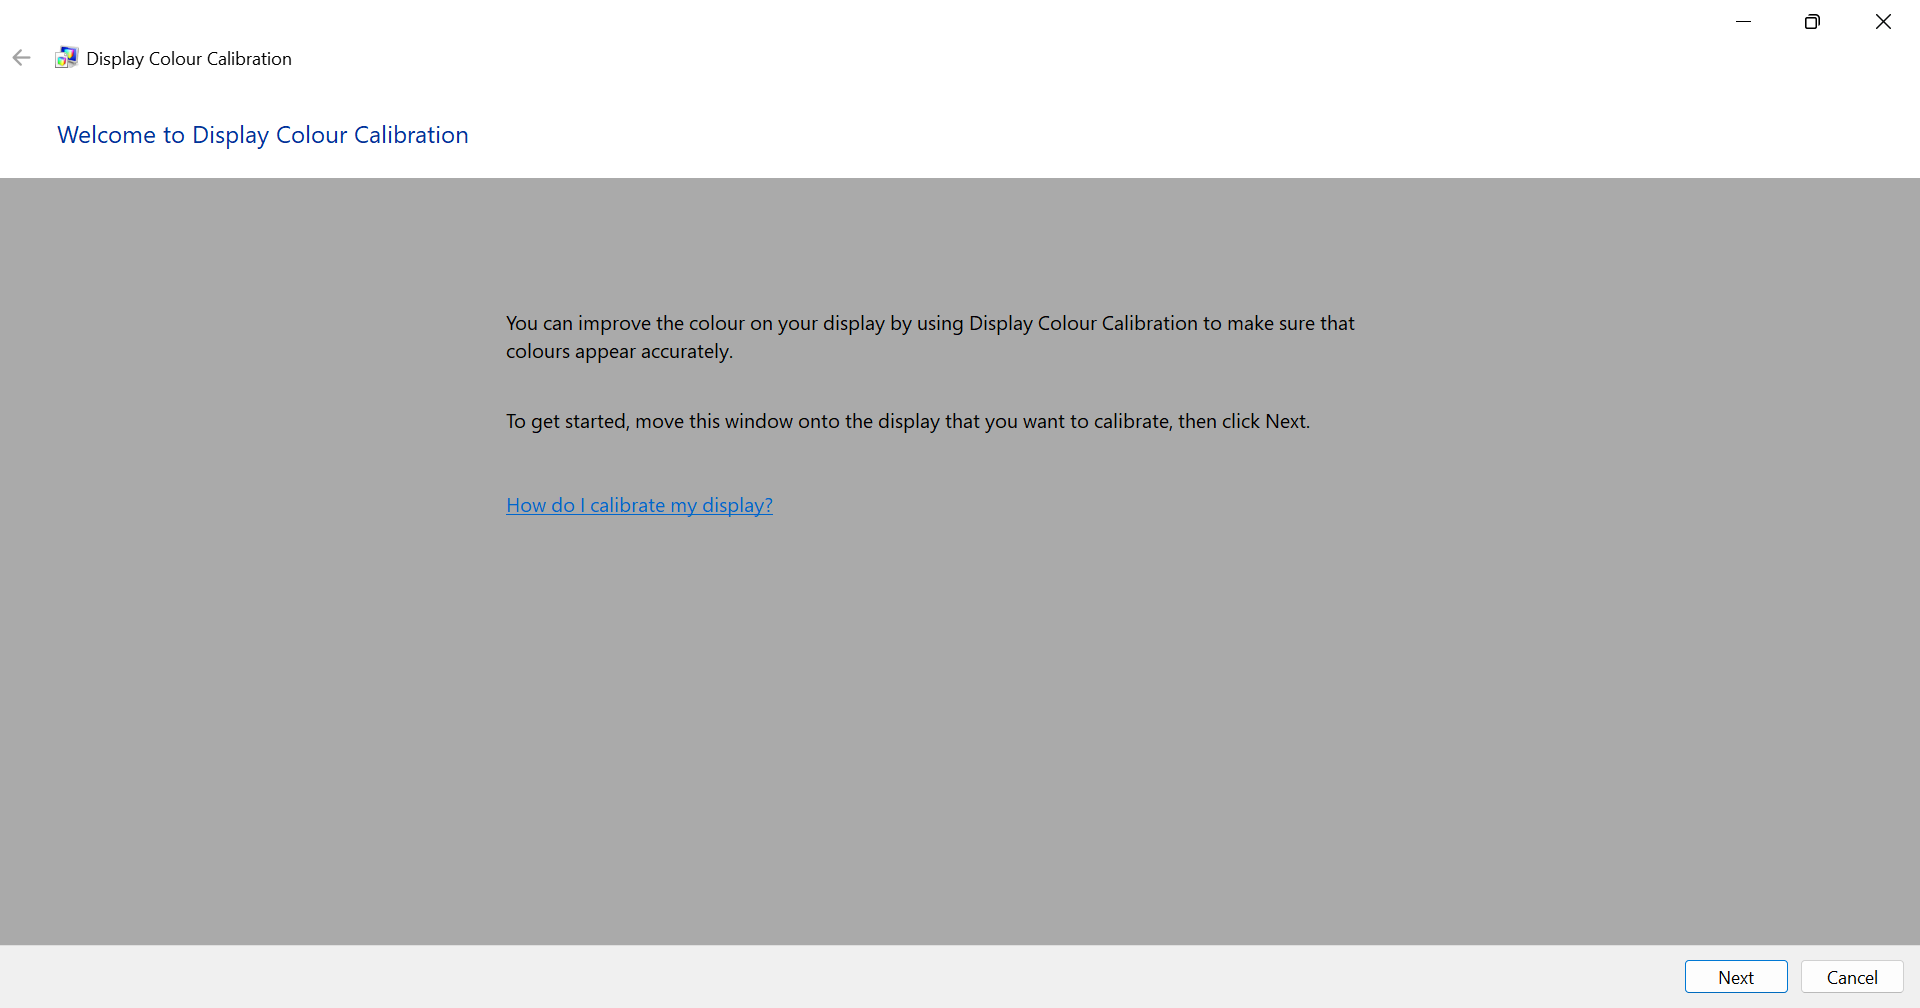 Display Colour Calibration
Welcome to Display Colour Calibration
You can improve the colour on your display by using Display Colour Calibration to make sure that
colours appear accurately.
To get started, move this window onto the display that you want to calibrate, then click Next.
How do I calibrate my display?
Next
Cancel